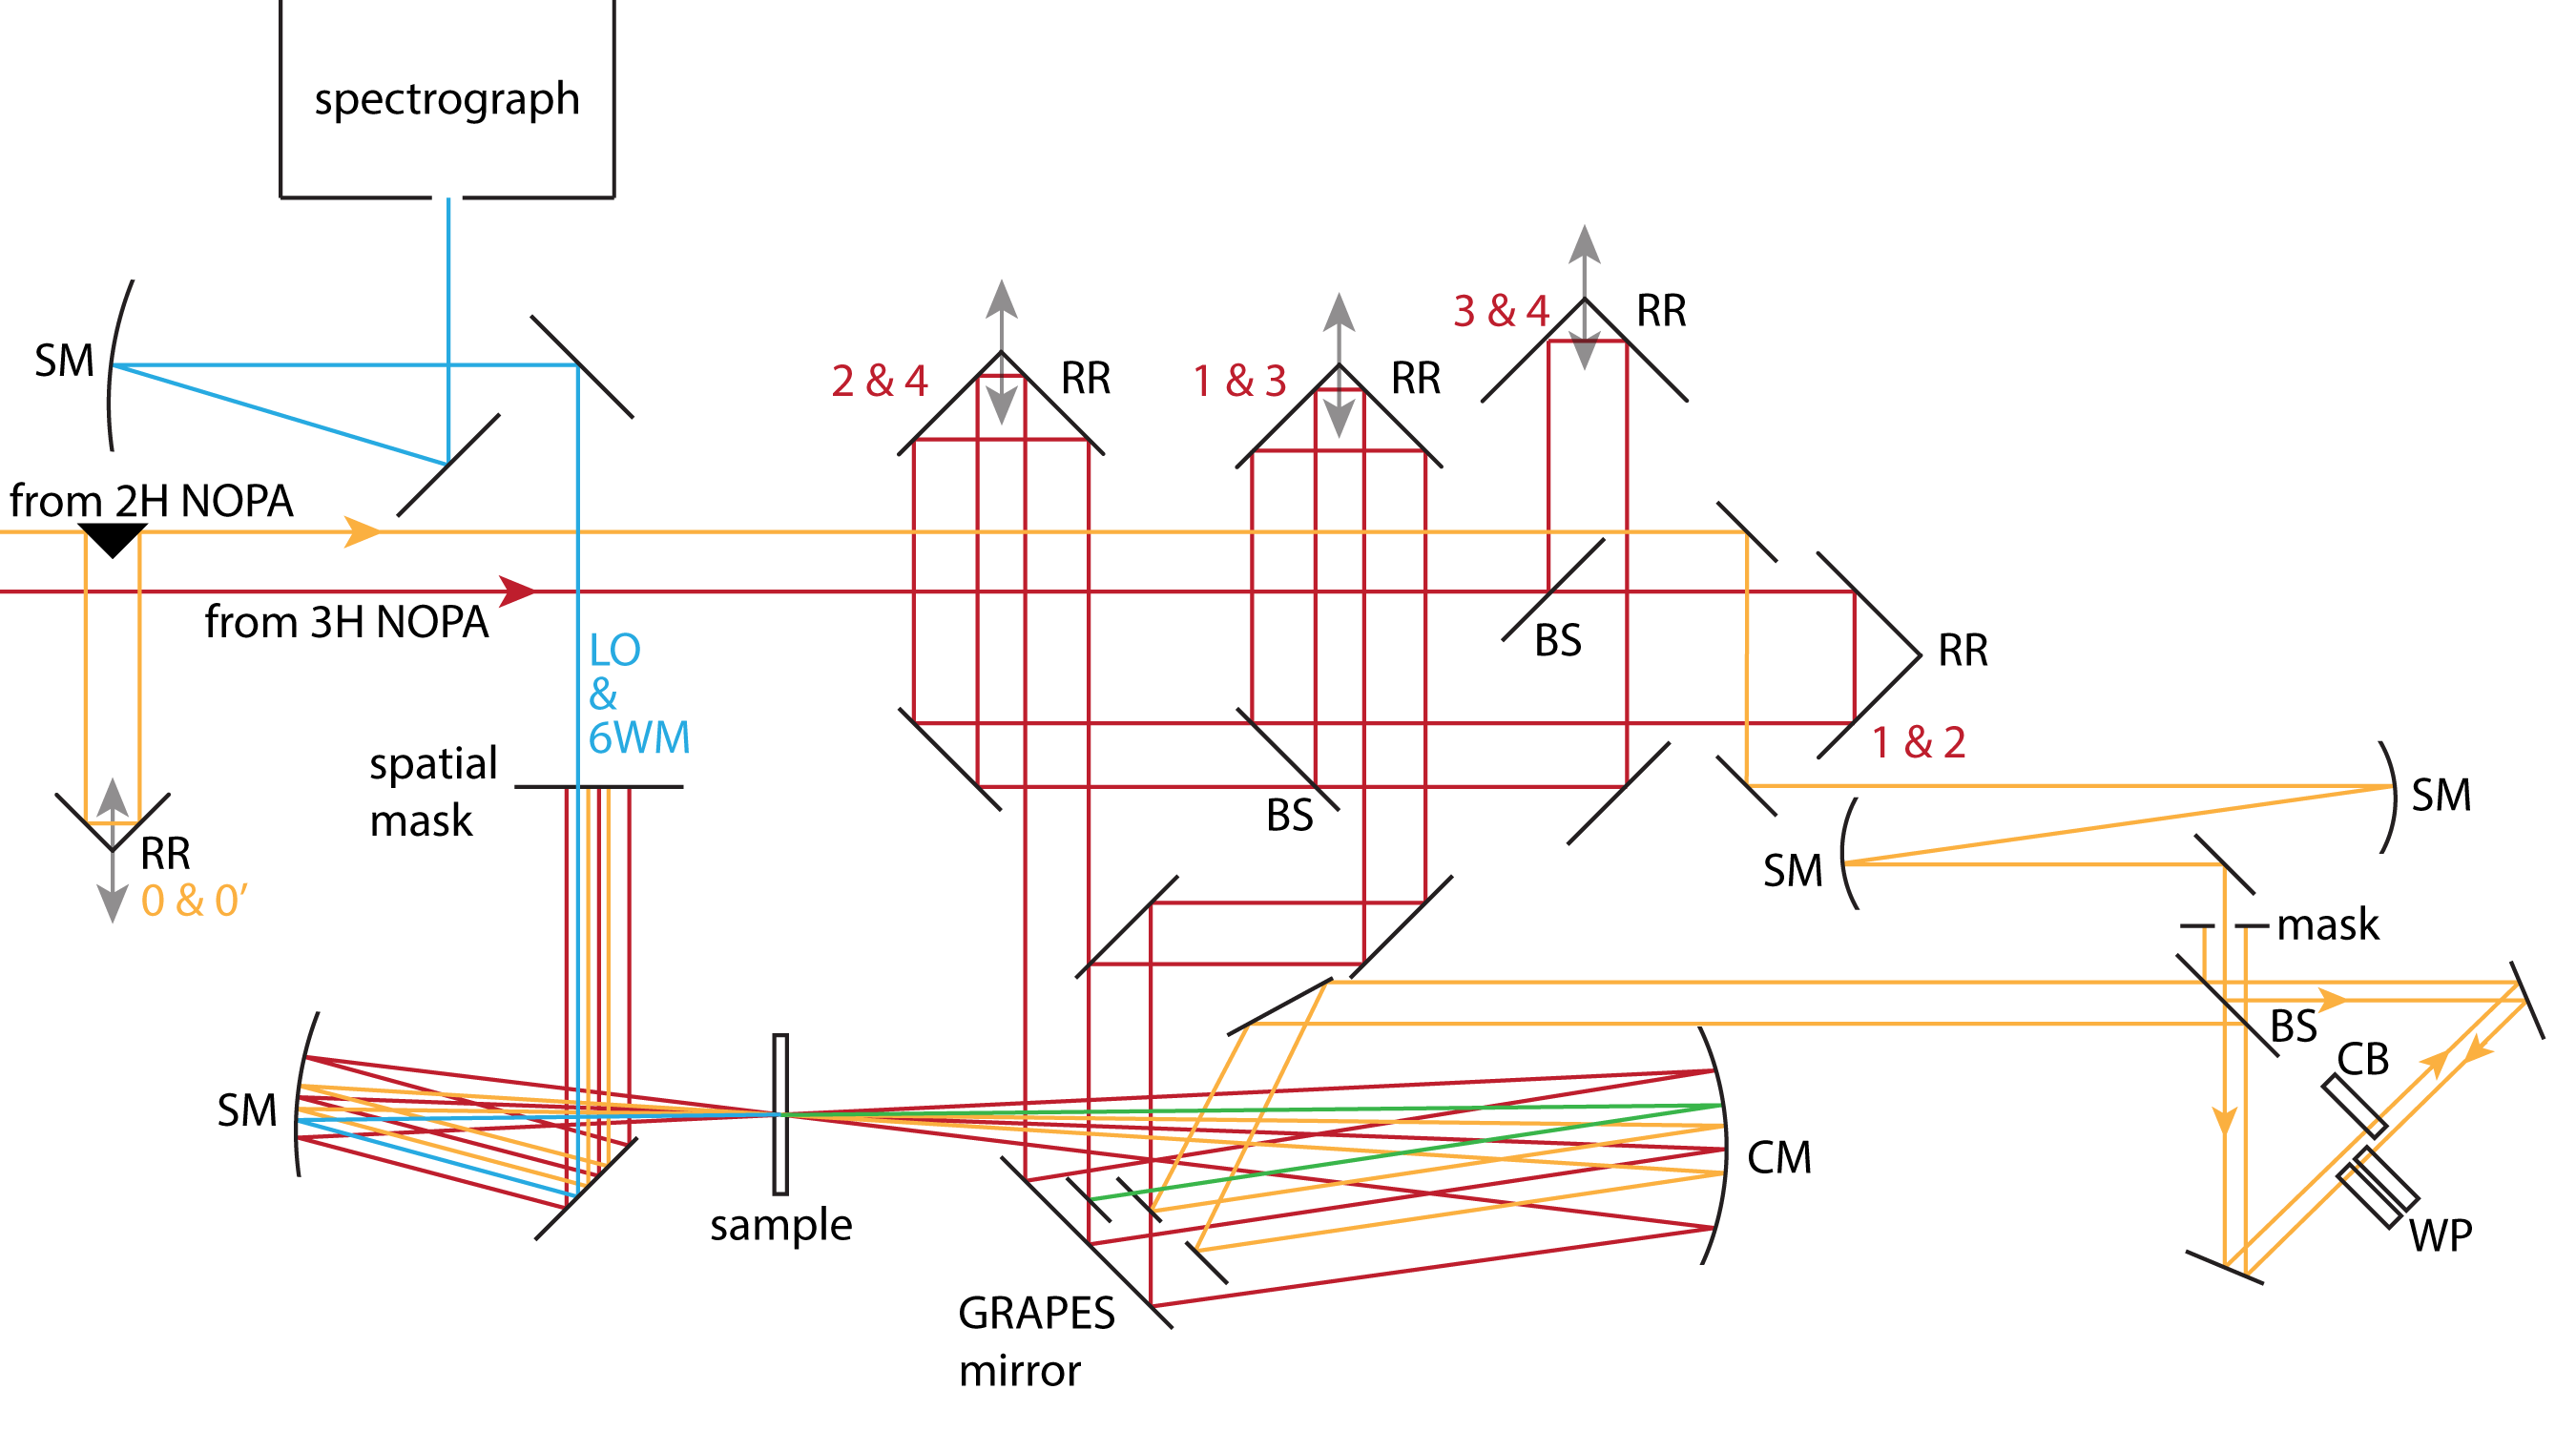 spectrograph
3 & 4
RR
SM
2 & 4
RR
1 & 3
RR
from 2H NOPA
from 3H NOPA
BS
RR
LO
&
6WM
1 & 2
spatial
mask
BS
SM
RR
0 & 0’
SM
mask
BS
CB
SM
CM
sample
WP
GRAPES
mirror